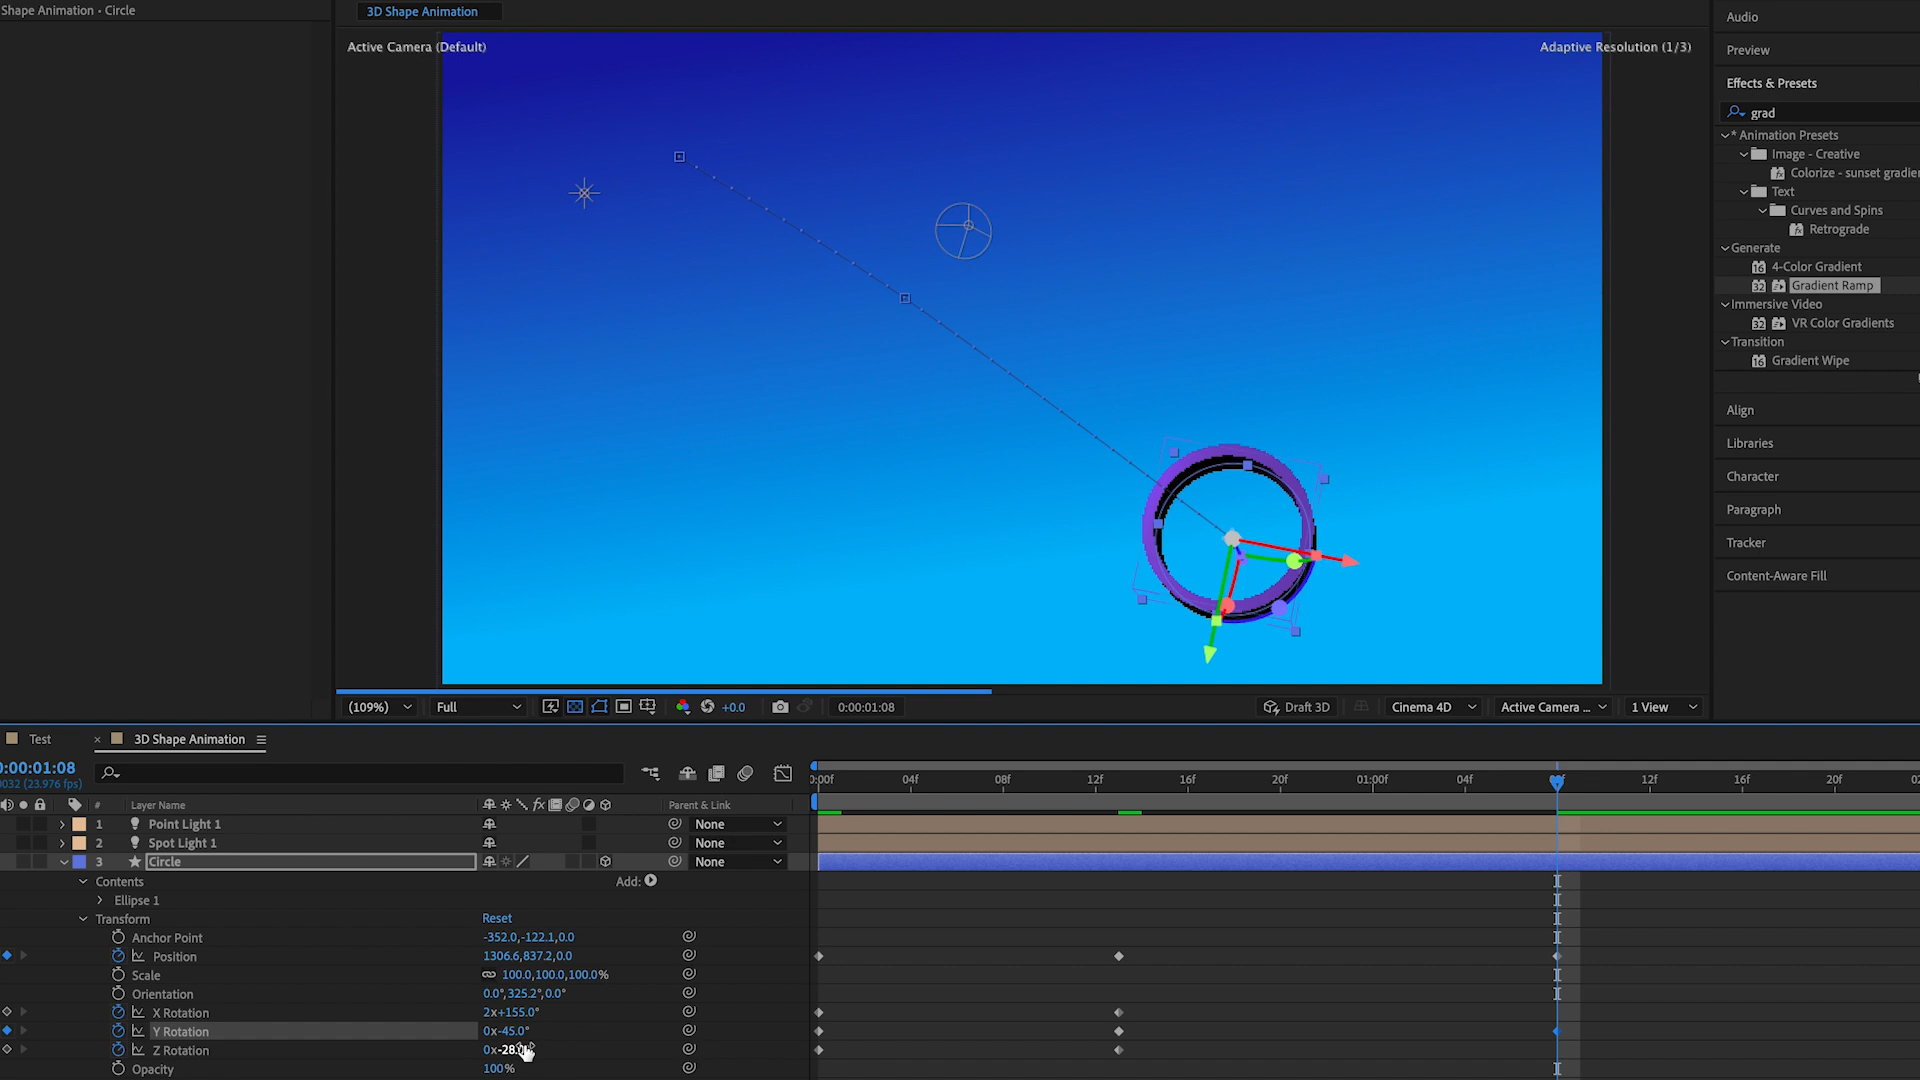 Shape Animation • Circle
3D Shape Animation
Active Camera (Default)
Adaptive Resolution (1/3)
Audio
Preview
Effects & Presets
grad
* Animation Presets
Image - Creative
Colorize - sunset gradie
Text
Curves and Spins
Retrograde
Generate
4-Color Gradient
Gradient Ramp
Immersive Video
VR Color Gradients
Transition
Gradient Wipe
Align
Libraries
Character
Paragraph
Tracker
Content-Aware Fill
(109%) Full +0.0 0:00:01:08 Draft 3D Cinema 4D Active Camera ... 1 View
Test × 3D Shape Animation
0:00:01:08
0032 (23.976 fps)
0:00f 04f 08f 12f 16f 20f 01:00f 04f 12f 16f 20f 02
# Layer Name Parent & Link
1 Point Light 1 None
2 Spot Light 1 None
3 Circle None
Contents Add:
Ellipse 1
Transform Reset
Anchor Point -352.0,-122.1,0.0
Position 1306.6,837.2,0.0
Scale 100.0,100.0,100.0%
Orientation 0.0°,325.2°,0.0°
X Rotation 2x+155.0°
Y Rotation 0x-45.0°
Z Rotation 0x-28.0
Opacity 100%